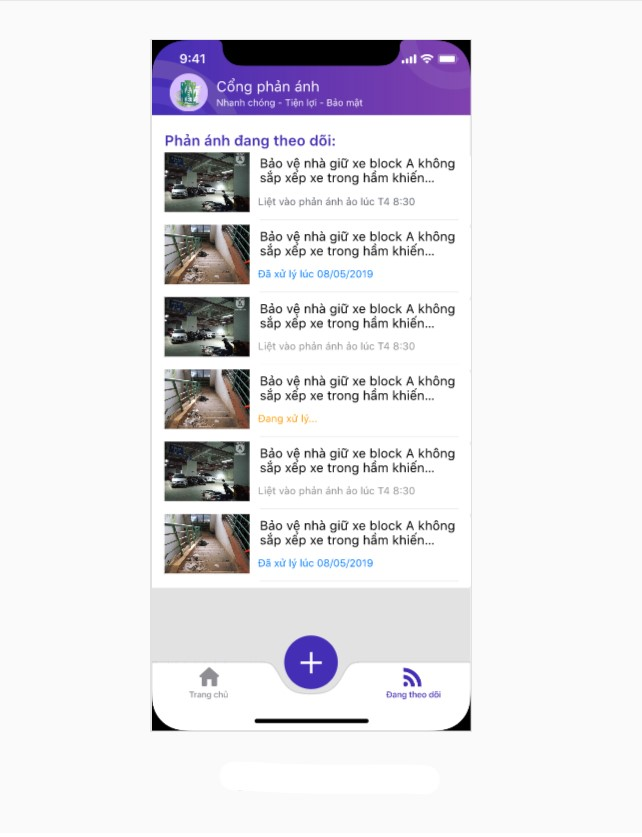 9:41
Cổng phản ánh
Nhanh chóng - Tiện lợi - Bảo mật
Phản ánh đang theo dõi:
Bảo vệ nhà giữ xe block A không
sắp xếp xe trong hầm khiến...
Liệt vào phản ánh ảo lúc T4 8:30
Bảo vệ nhà giữ xe block A không
sắp xếp xe trong hầm khiến...
Đã xử lý lúc 08/05/2019
Bảo vệ nhà giữ xe block A không
sắp xếp xe trong hầm khiến...
Liệt vào phản ánh ảo lúc T4 8:30
Bảo vệ nhà giữ xe block A không
sắp xếp xe trong hầm khiến...
Đang xử lý...
Bảo vệ nhà giữ xe block A không
sắp xếp xe trong hầm khiến...
Liệt vào phản ánh ảo lúc T4 8:30
Bảo vệ nhà giữ xe block A không
sắp xếp xe trong hầm khiến...
Đã xử lý lúc 08/05/2019
Trang chủ
Đang theo dõi